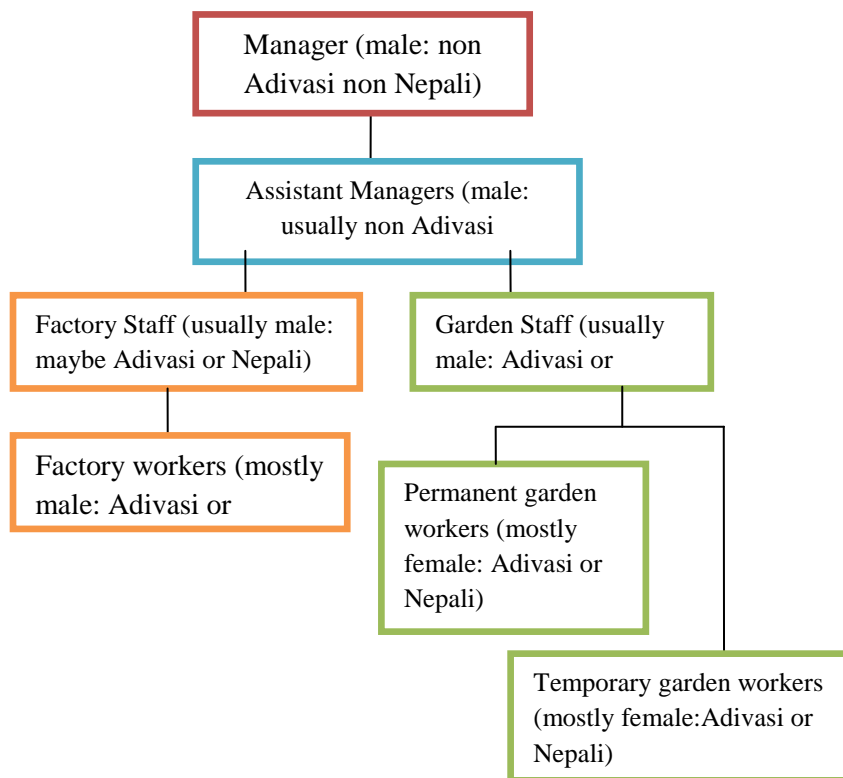 Manager (male: non
Adivasi non Nepali)
Assistant Managers (male:
usually non Adivasi
Factory Staff (usually male:
maybe Adivasi or Nepali)
Garden Staff (usually
male: Adivasi or
Factory workers (mostly
male: Adivasi or
Permanent garden
workers (mostly
female: Adivasi or
Nepali)
Temporary garden workers
(mostly female:Adivasi or
Nepali)